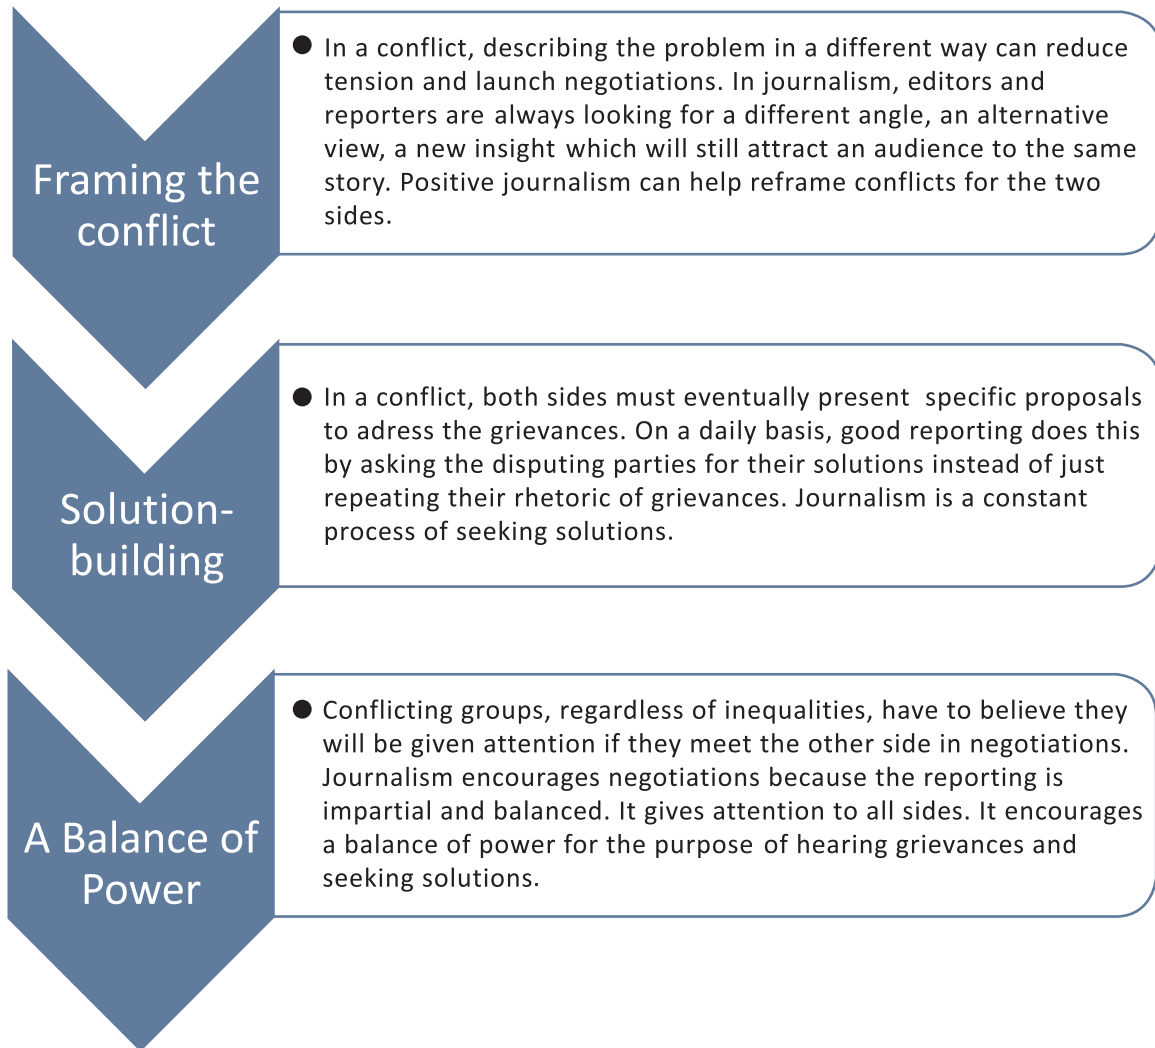 Framing the
conflict
● In a conflict, describing the problem in a different way can reduce
tension and launch negotiations. In journalism, editors and
reporters are always looking for a different angle, an alternative
view, a new insight which will still attract an audience to the same
story. Positive journalism can help reframe conflicts for the two
sides.
Solution-
building
● In a conflict, both sides must eventually present specific proposals
to adress the grievances. On a daily basis, good reporting does this
by asking the disputing parties for their solutions instead of just
repeating their rhetoric of grievances. Journalism is a constant
process of seeking solutions.
A Balance of
Power
● Conflicting groups, regardless of inequalities, have to believe they
will be given attention if they meet the other side in negotiations.
Journalism encourages negotiations because the reporting is
impartial and balanced. It gives attention to all sides. It encourages
a balance of power for the purpose of hearing grievances and
seeking solutions.